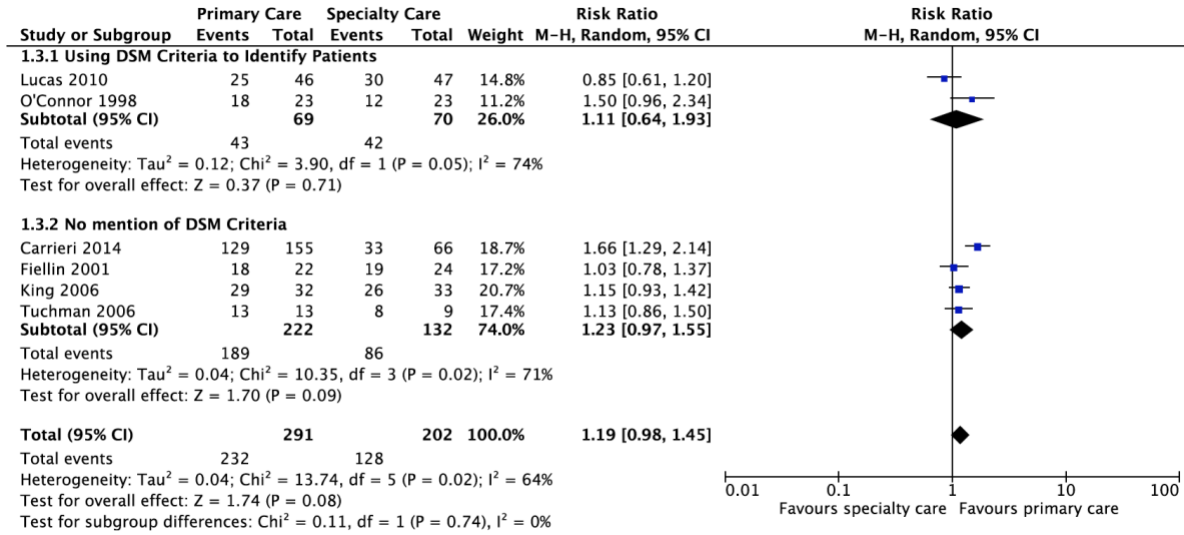 Primary Care Specialty Care Risk Ratio Risk Ratio
Study or Subgroup Events Total Events Total Weight M-H, Random, 95% CI M-H, Random, 95% CI
1.3.1 Using DSM Criteria to Identify Patients
Lucas 2010 25 46 30 47 14.8% 0.85 [0.61, 1.20]
O'Connor 1998 18 23 12 23 11.2% 1.50 [0.96, 2.34]
Subtotal (95% CI) 69 70 26.0% 1.11 [0.64, 1.93]
Total events 43 42
Heterogeneity: Tau² = 0.12; Chi² = 3.90, df = 1 (P = 0.05); I² = 74%
Test for overall effect: Z = 0.37 (P = 0.71)
1.3.2 No mention of DSM Criteria
Carrieri 2014 129 155 33 66 18.7% 1.66 [1.29, 2.14]
Fiellin 2001 18 22 19 24 17.2% 1.03 [0.78, 1.37]
King 2006 29 32 26 33 20.7% 1.15 [0.93, 1.42]
Tuchman 2006 13 13 8 9 17.4% 1.13 [0.86, 1.50]
Subtotal (95% CI) 222 132 74.0% 1.23 [0.97, 1.55]
Total events 189 86
Heterogeneity: Tau² = 0.04; Chi² = 10.35, df = 3 (P = 0.02); I² = 71%
Test for overall effect: Z = 1.70 (P = 0.09)
Total (95% CI) 291 202 100.0% 1.19 [0.98, 1.45]
Total events 232 128
Heterogeneity: Tau² = 0.04; Chi² = 13.74, df = 5 (P = 0.02); I² = 64%
Test for overall effect: Z = 1.74 (P = 0.08)
Test for subgroup differences: Chi² = 0.11, df = 1 (P = 0.74), I² = 0%
0.01 0.1 1 10 100
Favours specialty care Favours primary care